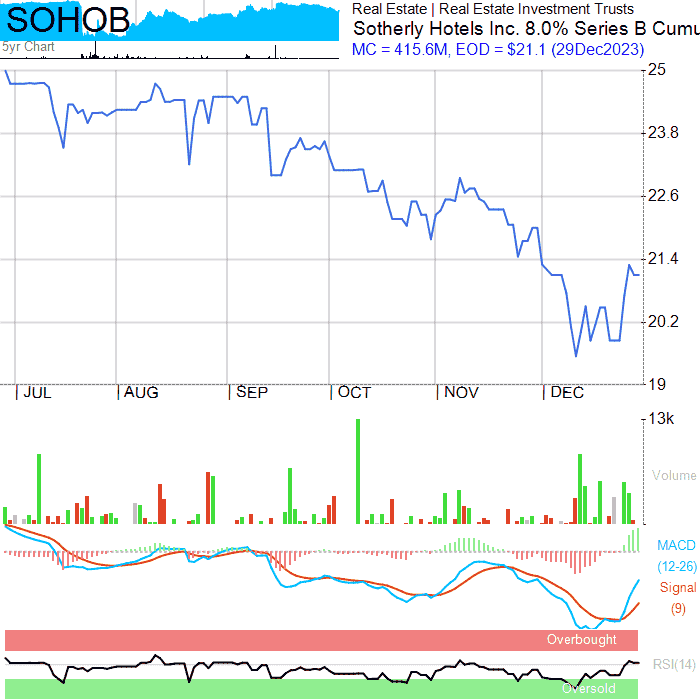 SOHOB
5yr Chart
Real Estate | Real Estate Investment Trusts
Sotherly Hotels Inc. 8.0% Series B Cumu
MC = 415.6M, EOD = $21.1 (29Dec2023)
25
23.8
22.6
21.4
20.2
19
JUL AUG SEP OCT NOV DEC
13k
Volume
MACD
(12-26)
Signal
(9)
Overbought
RSI(14)
Oversold